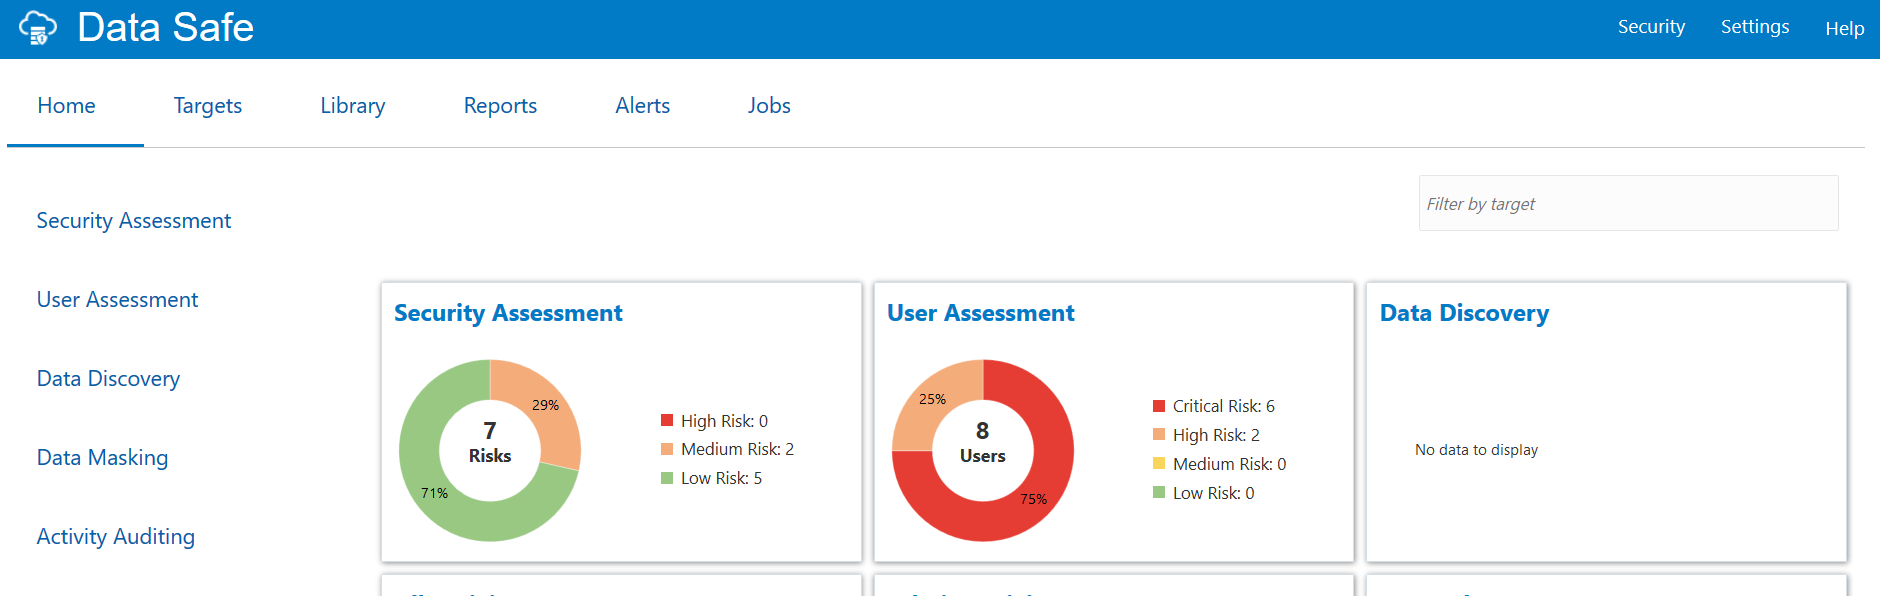 Data Safe
Security Settings Help
Home Targets Library Reports Alerts Jobs
Filter by target
Security Assessment
User Assessment
Data Discovery
Data Masking
Activity Auditing
Security Assessment
29%
7
Risks
71%
High Risk: 0
Medium Risk: 2
Low Risk: 5
User Assessment
25%
8
Users
75%
Critical Risk: 6
High Risk: 2
Medium Risk: 0
Low Risk: 0
Data Discovery
No data to display